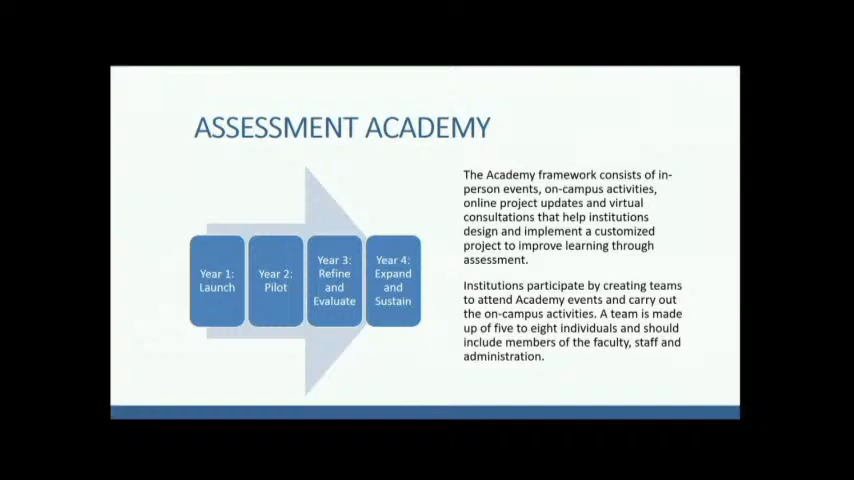 ASSESSMENT ACADEMY
Year 1:
Launch
Year 2:
Pilot
Year 3:
Refine
and
Evaluate
Year 4:
Expand
and
Sustain
The Academy framework consists of in-
person events, on-campus activities,
online project updates and virtual
consultations that help institutions
design and implement a customized
project to improve learning through
assessment.
Institutions participate by creating teams
to attend Academy events and carry out
the on-campus activities. A team is made
up of five to eight individuals and should
include members of the faculty, staff and
administration.